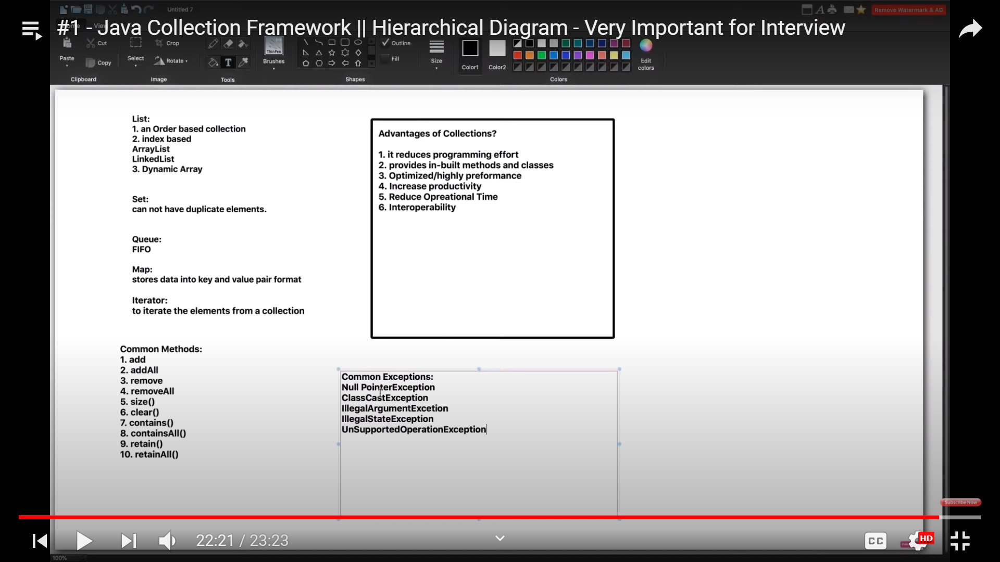 Untitled 7
Remove Watermark & AD
#1 - Java Collection Framework || Hierarchical Diagram - Very Important for Interview
Home
View
Paste
Cut
Copy
Clipboard
Select
Crop
Rotate
Image
T
Tools
ThinPen
Brushes
Outline
Fill
Shapes
Size
Color1
Color2
Edit
colors
Colors
List:
1. an Order based collection
2. index based
ArrayList
LinkedList
3. Dynamic Array
Set:
can not have duplicate elements.
Queue:
FIFO
Map:
stores data into key and value pair format
Iterator:
to iterate the elements from a collection
Advantages of Collections?
1. it reduces programming effort
2. provides in-built methods and classes
3. Optimized/highly preformance
4. Increase productivity
5. Reduce Opreational Time
6. Interoperability
Common Methods:
1. add
2. addAll
3. remove
4. removeAll
5. size()
6. clear()
7. contains()
8. containsAll()
9. retain()
10. retainAll()
Common Exceptions:
Null PointerException
ClassCastException
IllegalArgumentExcetion
IllegalStateException
UnSupportedOperationException
Subscribe Now
22:21 / 23:23
CC
HD
100%